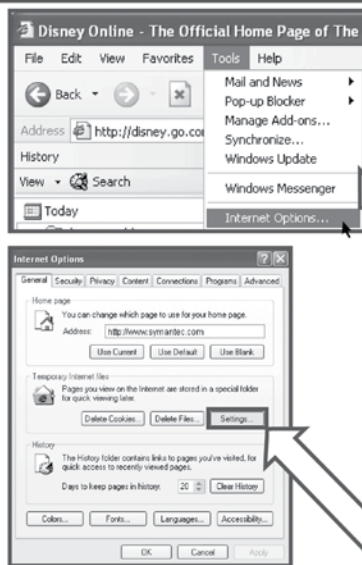 Disney Online - The Official Home Page of The
File Edit View Favorites Tools Help
Back
Mail and News
Pop-up Blocker
Manage Add-ons...
Synchronize...
Windows Update
Windows Messenger
Internet Options...
Address http://disney.go.co
History
View Search
Today
Internet Options
General Security Privacy Content Connections Programs Advanced
Home page
You can change which page to use for your home page.
Address: http://www.symantec.com
Use Current Use Default Use Blank
Temporary Internet files
Pages you view on the Internet are stored in a special folder
for quick viewing later.
Delete Cookies... Delete Files... Settings...
History
The History folder contains links to pages you've visited, for
quick access to recently viewed pages.
Days to keep pages in history: 20 Clear History
Colors... Fonts... Languages... Accessibility...
OK Cancel Apply